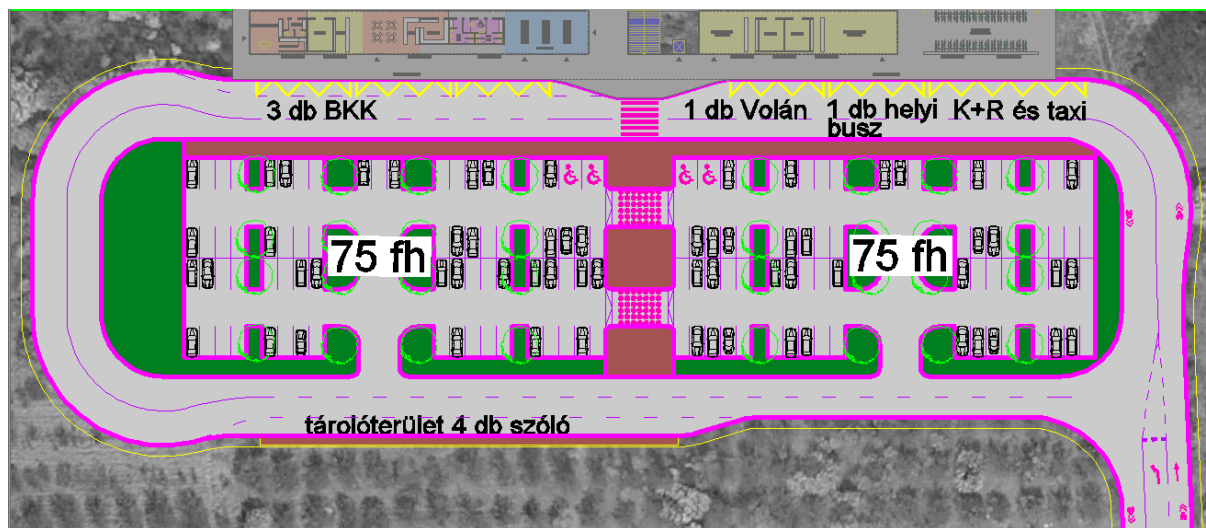 3 db BKK
1 db Volán
1 db helyi
busz
K+R és taxi
75 fh
75 fh
tárolóterület 4 db szóló